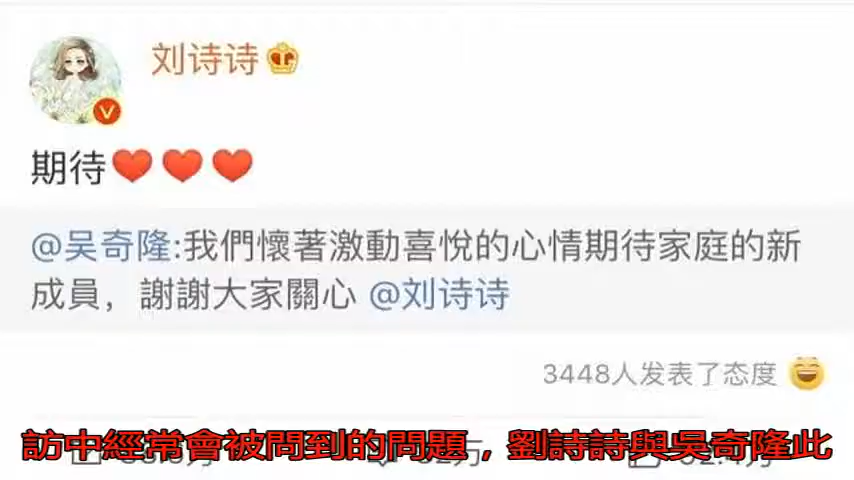 刘诗诗
期待
@吴奇隆:我們懷著激動喜悅的心情期待家庭的新
成員，謝謝大家關心 @刘诗诗
3448人发表了态度
訪中經常會被問到的問題，劉詩詩與吳奇隆此